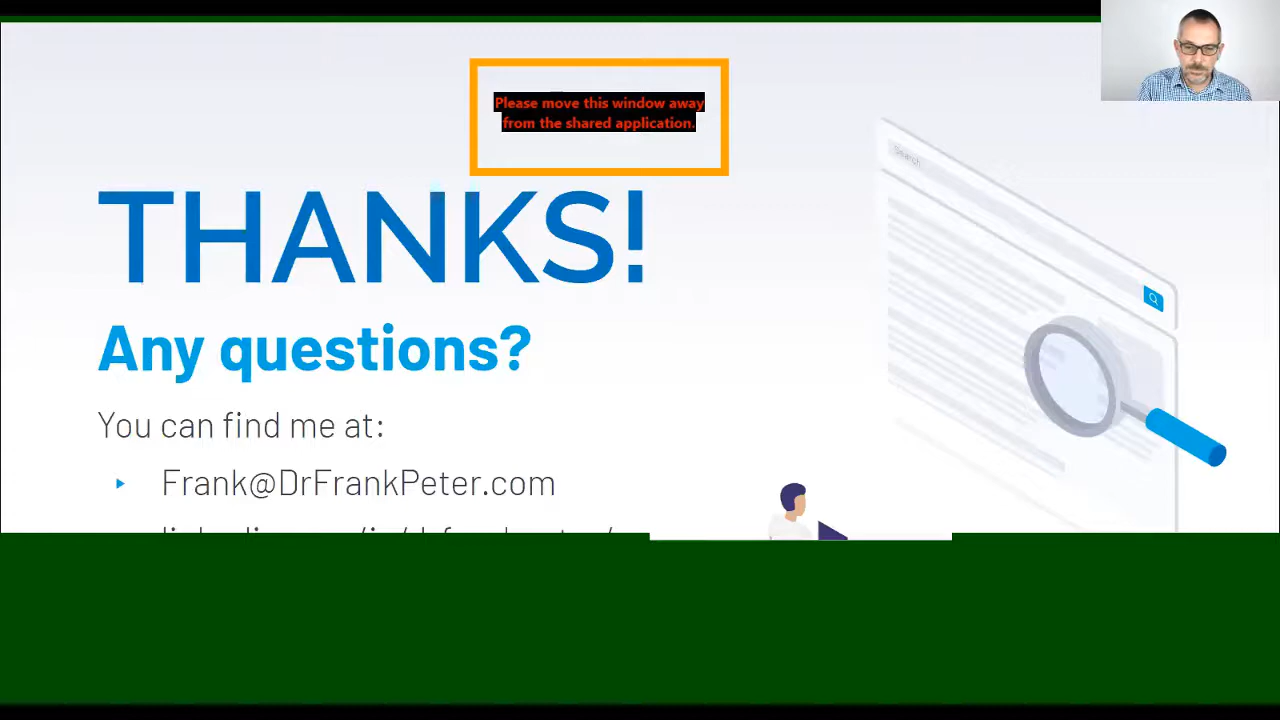 Please move this window away
from the shared application.
Search
THANKS!
Any questions?
You can find me at:
Frank@DrFrankPeter.com